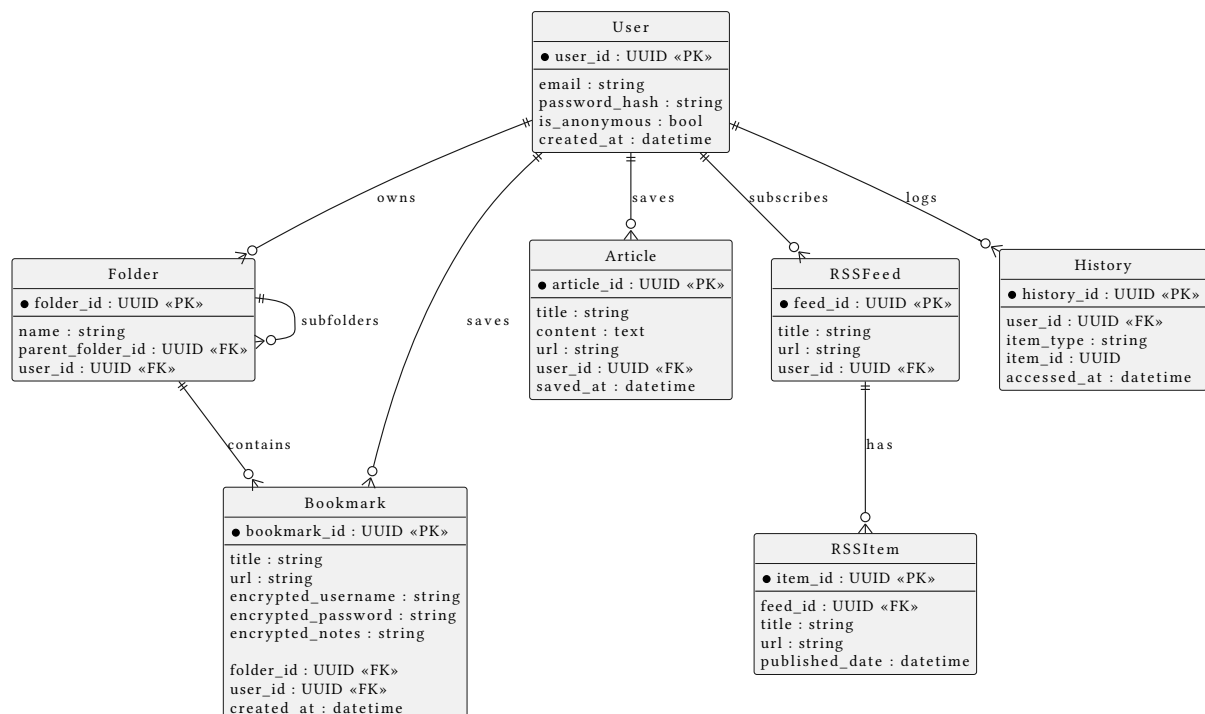 User
user_id : UUID «PK»
email : string
password_hash : string
is_anonymous : bool
created_at : datetime
owns
saves
subscribes
logs
saves
Folder
folder_id : UUID «PK»
name : string
parent_folder_id : UUID «FK»
user_id : UUID «FK»
subfolders
contains
Article
article_id : UUID «PK»
title : string
content : text
url : string
user_id : UUID «FK»
saved_at : datetime
RSSFeed
feed_id : UUID «PK»
title : string
url : string
user_id : UUID «FK»
has
History
history_id : UUID «PK»
user_id : UUID «FK»
item_type : string
item_id : UUID
accessed_at : datetime
Bookmark
bookmark_id : UUID «PK»
title : string
url : string
encrypted_username : string
encrypted_password : string
encrypted_notes : string
folder_id : UUID «FK»
user_id : UUID «FK»
created_at : datetime
RSSItem
item_id : UUID «PK»
feed_id : UUID «FK»
title : string
url : string
published_date : datetime